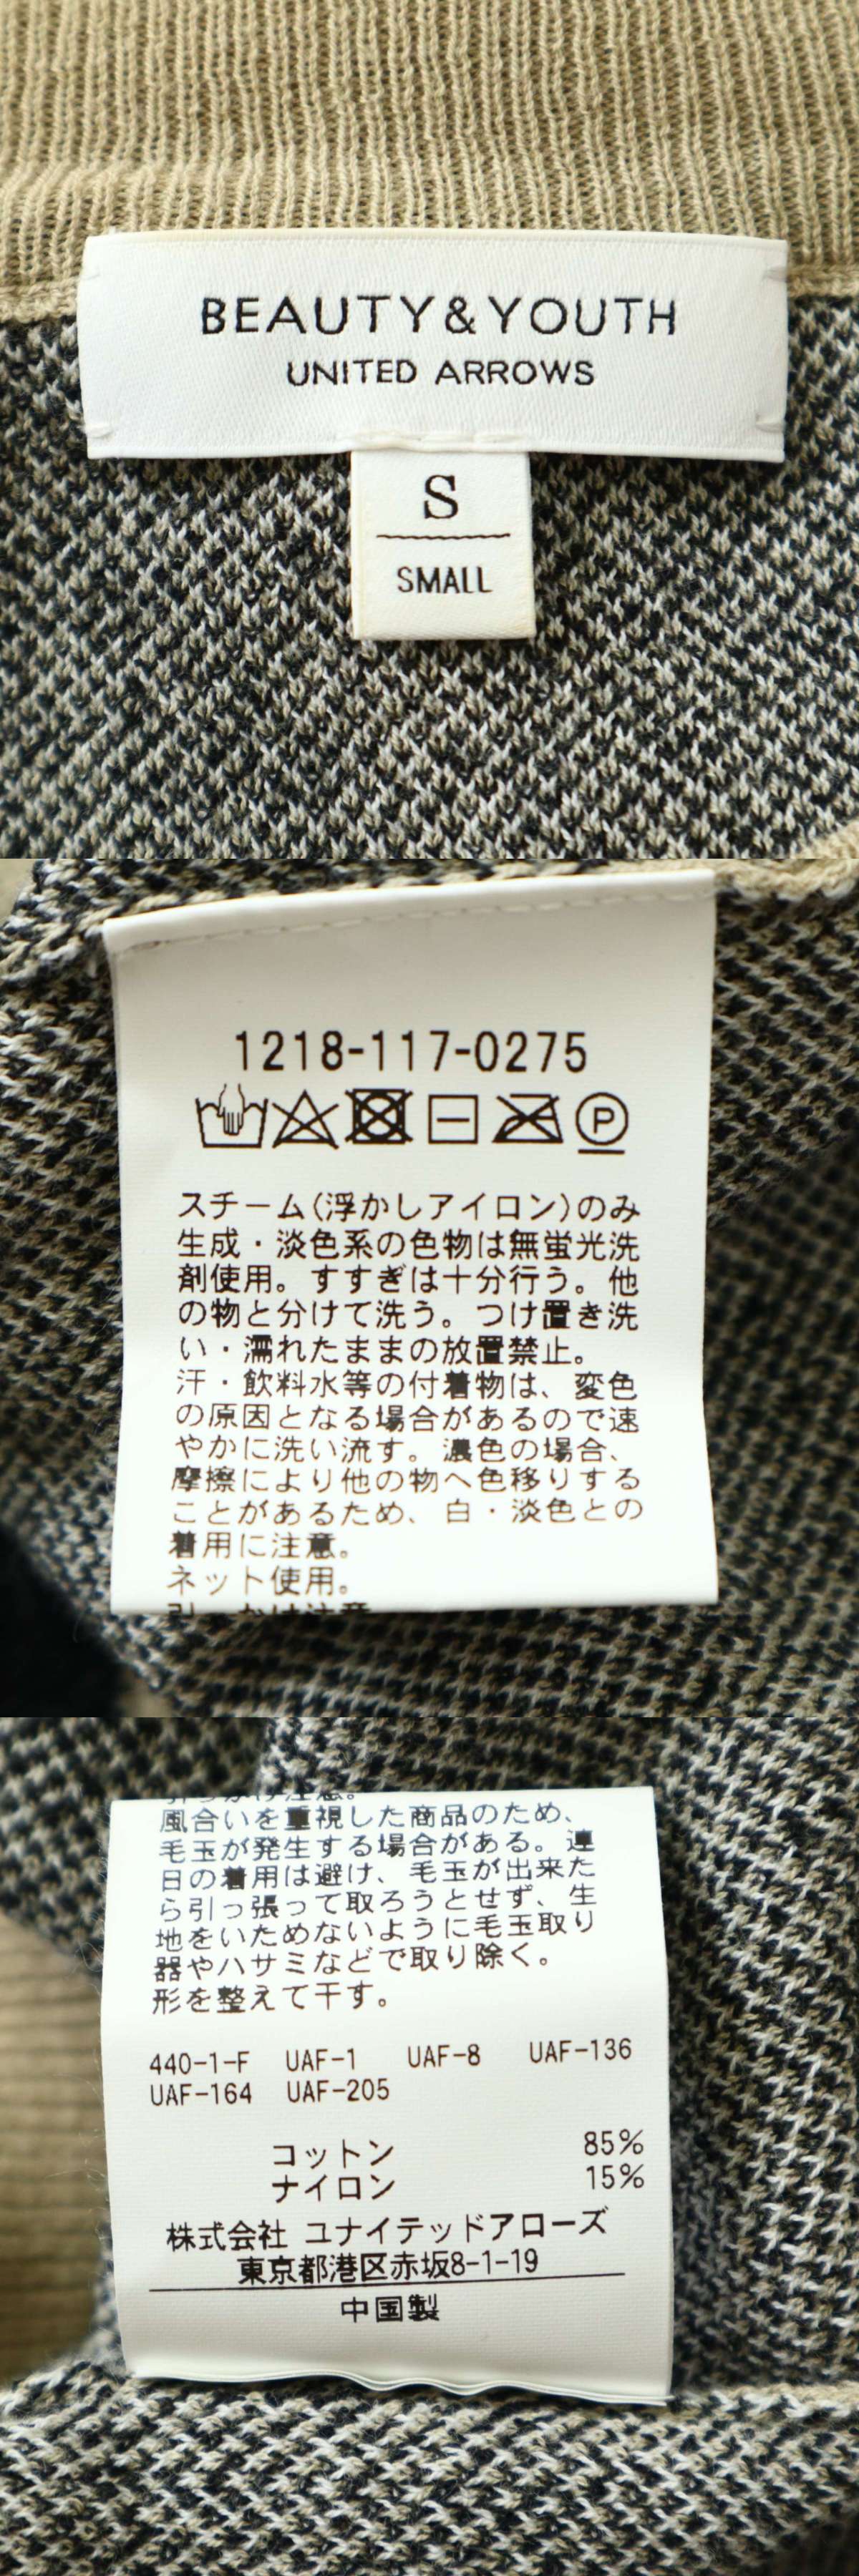 BEAUTY&YOUTH
UNITED ARROWS
S
SMALL
1218-117-0275
P
スチーム(浮かしアイロン)のみ
生成・淡色系の色物は無蛍光洗
剤使用。すすぎは十分行う。他
の物と分けて洗う。つけ置き洗
い・濡れたままの放置禁止。
汗・飲料水等の付着物は、変色
の原因となる場合があるので速
やかに洗い流す。濃色の場合、
摩擦により他の物へ色移りする
ことがあるため、白・淡色との
着用に注意。
ネット使用。
引っかけ注意
引っかけ注意。
風合いを重視した商品のため、
毛玉が発生する場合がある。連
日の着用は避け、毛玉が出来た
ら引っ張って取ろうとせず、生
地をいためないように毛玉取り
器やハサミなどで取り除く。
形を整えて干す。
440-1-F UAF-1 UAF-8 UAF-136
UAF-164 UAF-205
コットン 85%
ナイロン 15%
株式会社 ユナイテッドアローズ
東京都港区赤坂8-1-19
中国製